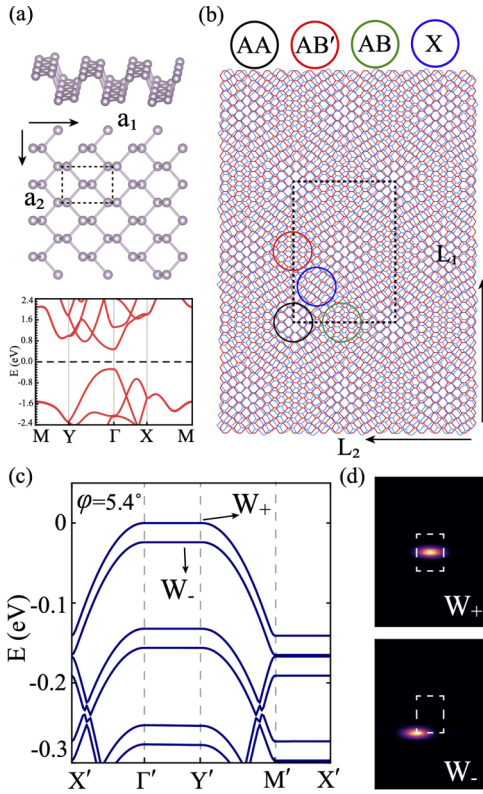 (a)
a₁
a₂
2.4
1.6
0.8
0.0
-0.8
-1.6
-2.4
E (eV)
M Y Γ X M
(b)
AA AB′ AB X
L₁
L₂
(c)
φ=5.4°
W₊
W₋
0
-0.1
-0.2
-0.3
E (eV)
X′ Γ′ Y′ M′ X′
(d)
W₊
W₋